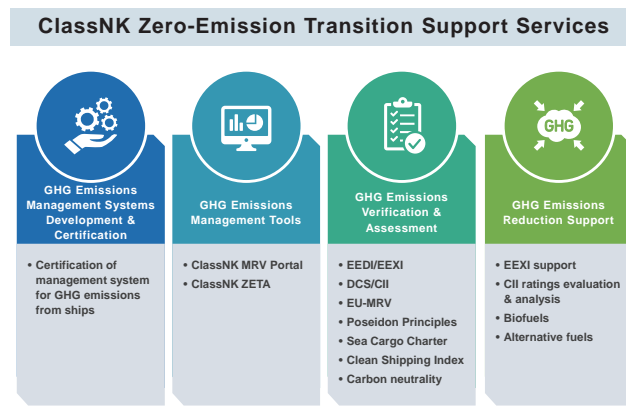 ClassNK Zero-Emission Transition Support Services
GHG Emissions
Management Systems
Development &
Certification
• Certification of
management system
for GHG emissions
from ships
GHG Emissions
Management Tools
• ClassNK MRV Portal
• ClassNK ZETA
GHG Emissions
Verification &
Assessment
• EEDI/EEXI
• DCS/CII
• EU-MRV
• Poseidon Principles
• Sea Cargo Charter
• Clean Shipping Index
• Carbon neutrality
GHG
GHG Emissions
Reduction Support
• EEXI support
• CII ratings evaluation
& analysis
• Biofuels
• Alternative fuels